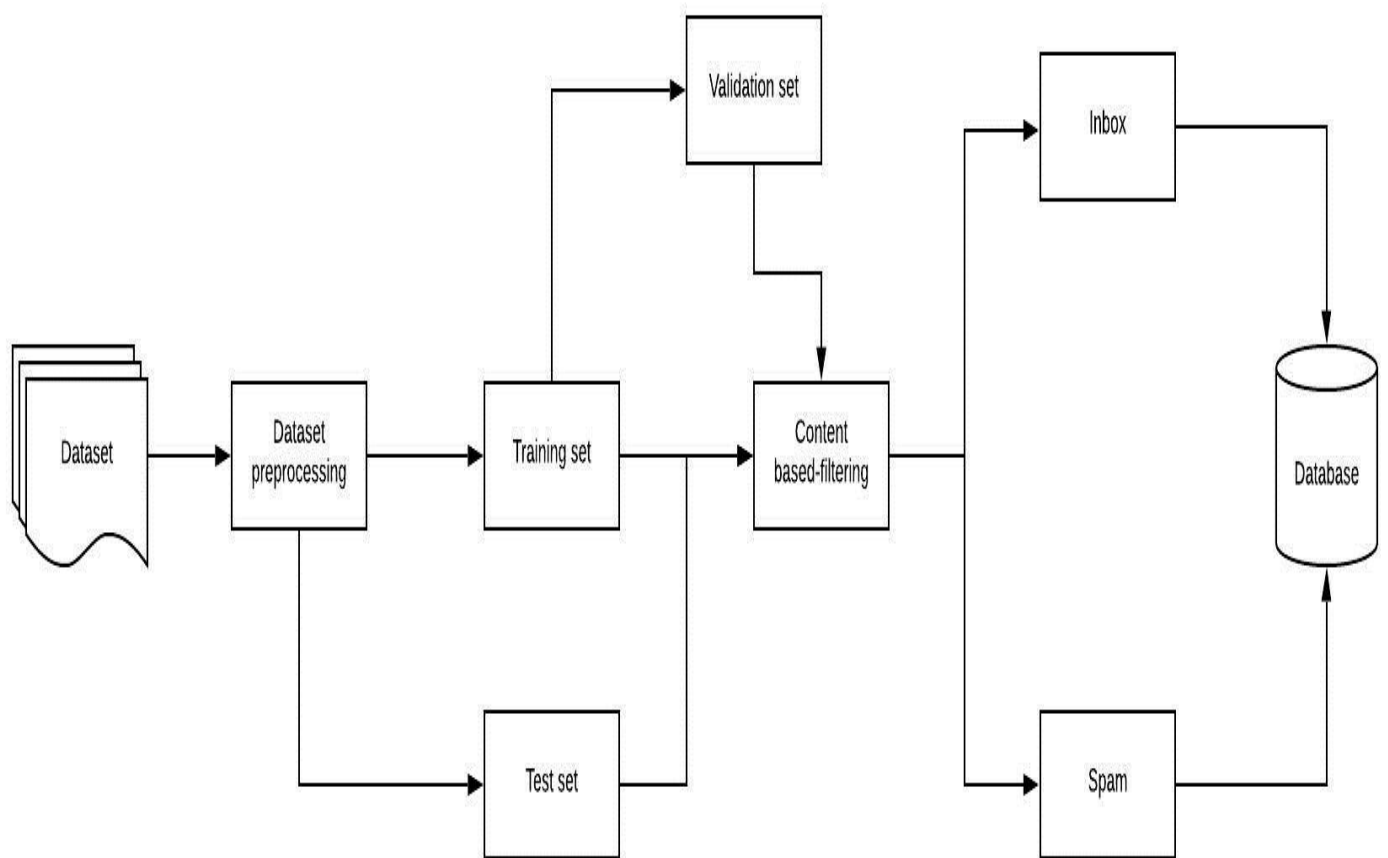 Validation set
Inbox
Dataset
Dataset
preprocessing
Training set
Content
based-filtering
Database
Test set
Spam